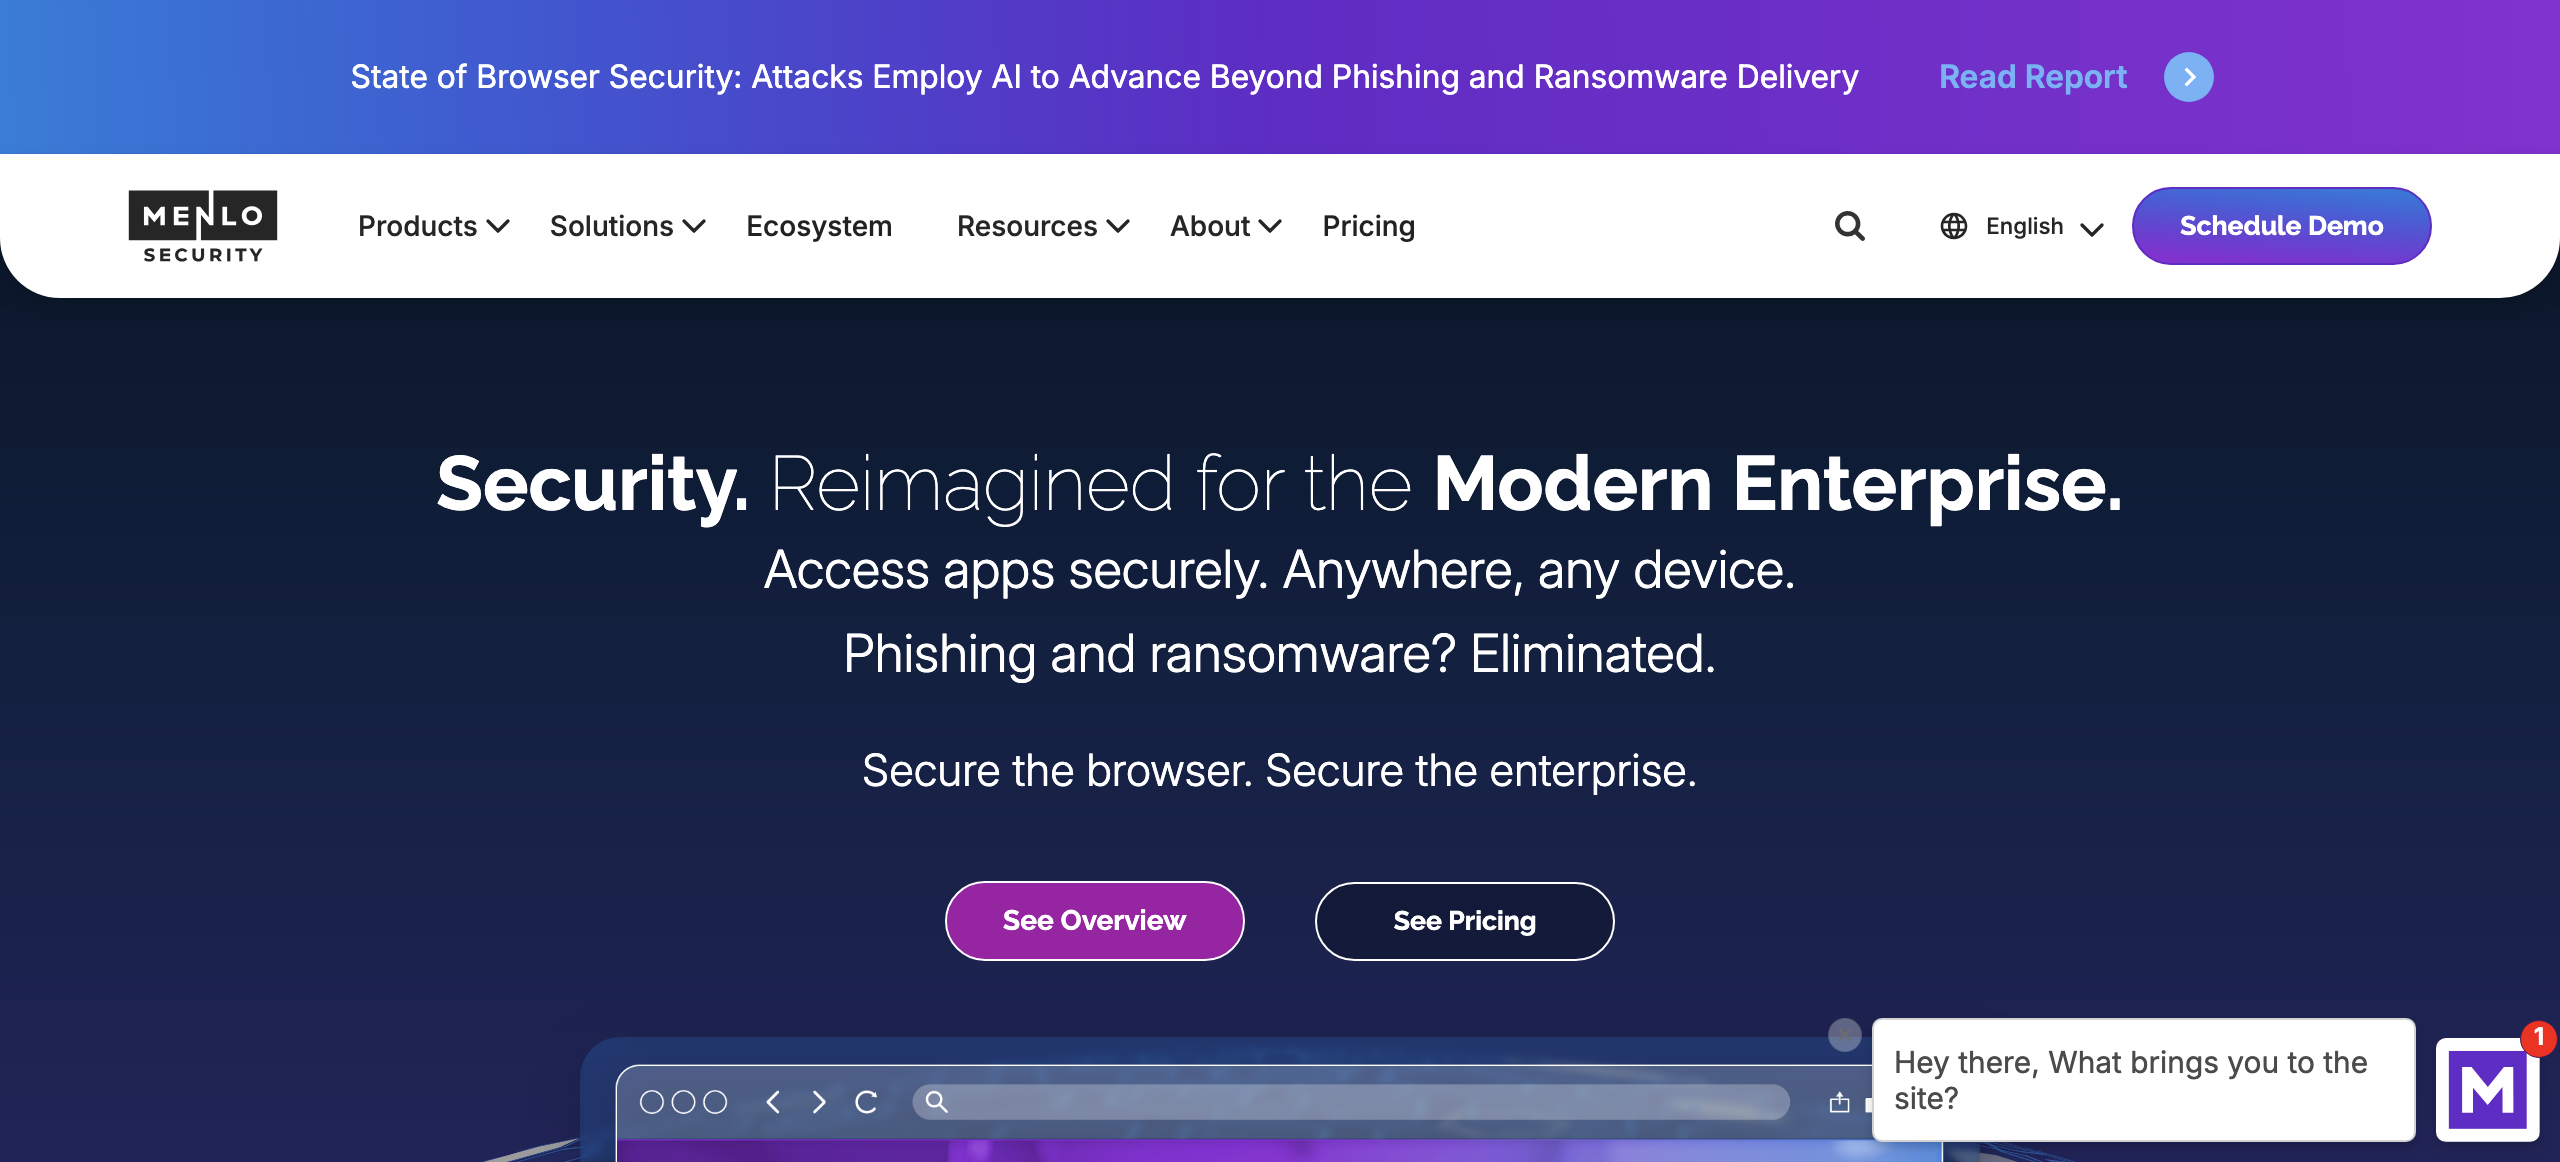 State of Browser Security: Attacks Employ AI to Advance Beyond Phishing and Ransomware Delivery Read Report
MENLO
SECURITY
Products Solutions Ecosystem Resources About Pricing English Schedule Demo
Security. Reimagined for the Modern Enterprise.
Access apps securely. Anywhere, any device.
Phishing and ransomware? Eliminated.
Secure the browser. Secure the enterprise.
See Overview See Pricing
Hey there, What brings you to the
site?
M
1